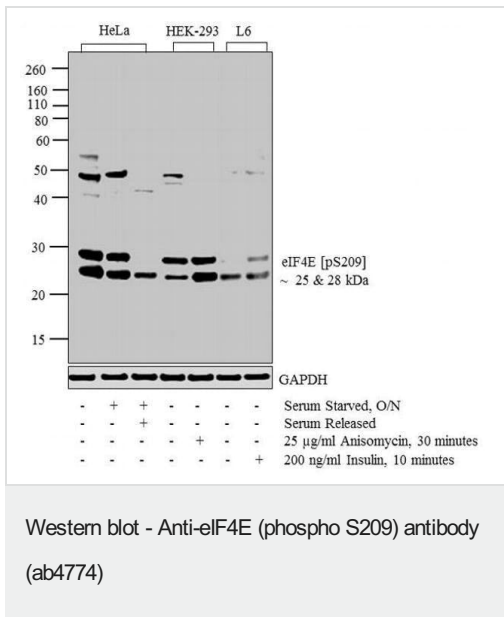 HeLa HEK-293 L6
260
160
110
80
60
50
40
30
eIF4E [pS209]
~ 25 & 28 kDa
20
15
GAPDH
- + + - - - - Serum Starved, O/N
- - + - - - - Serum Released
- - - - + - - 25 µg/ml Anisomycin, 30 minutes
- - - - - - + 200 ng/ml Insulin, 10 minutes
Western blot - Anti-eIF4E (phospho S209) antibody
(ab4774)